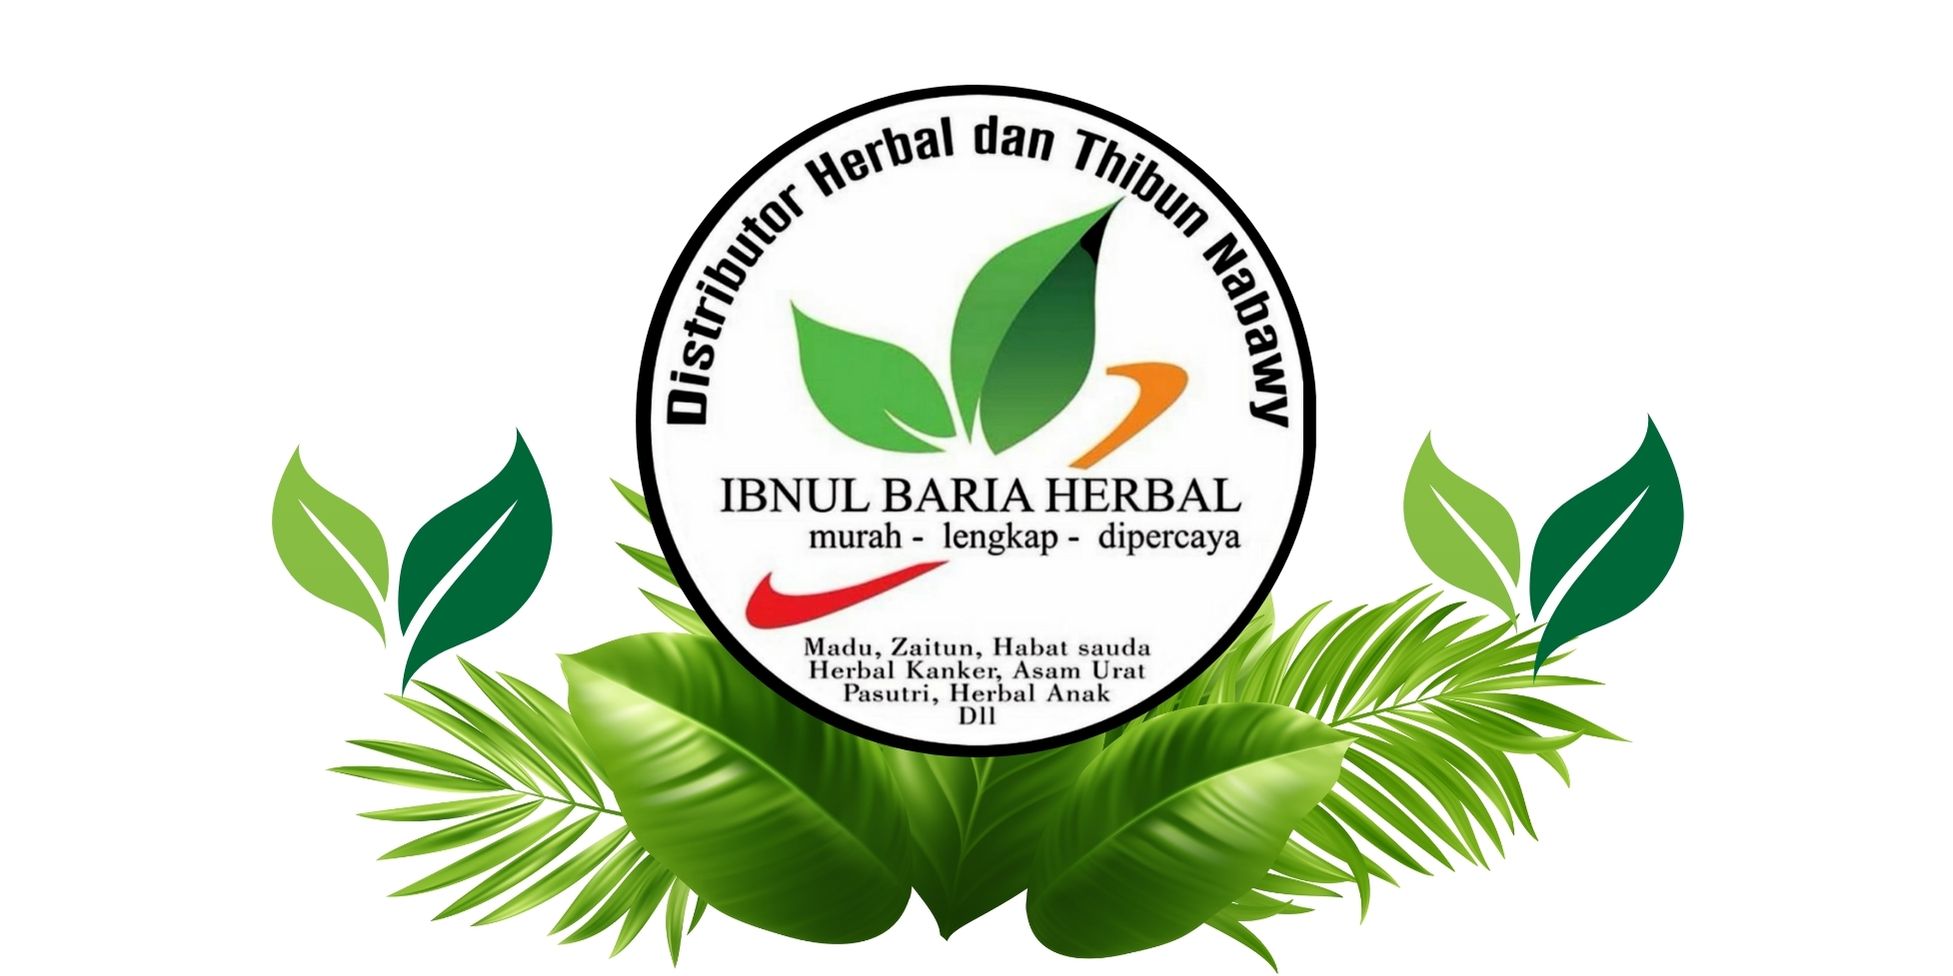 Distributor Herbal dan Thibun Nabawy
IBNUL BARIA HERBAL
murah - lengkap - dipercaya
Madu, Zaitun, Habat sauda
Herbal Kanker, Asam Urat
Pasutri, Herbal Anak
Dll